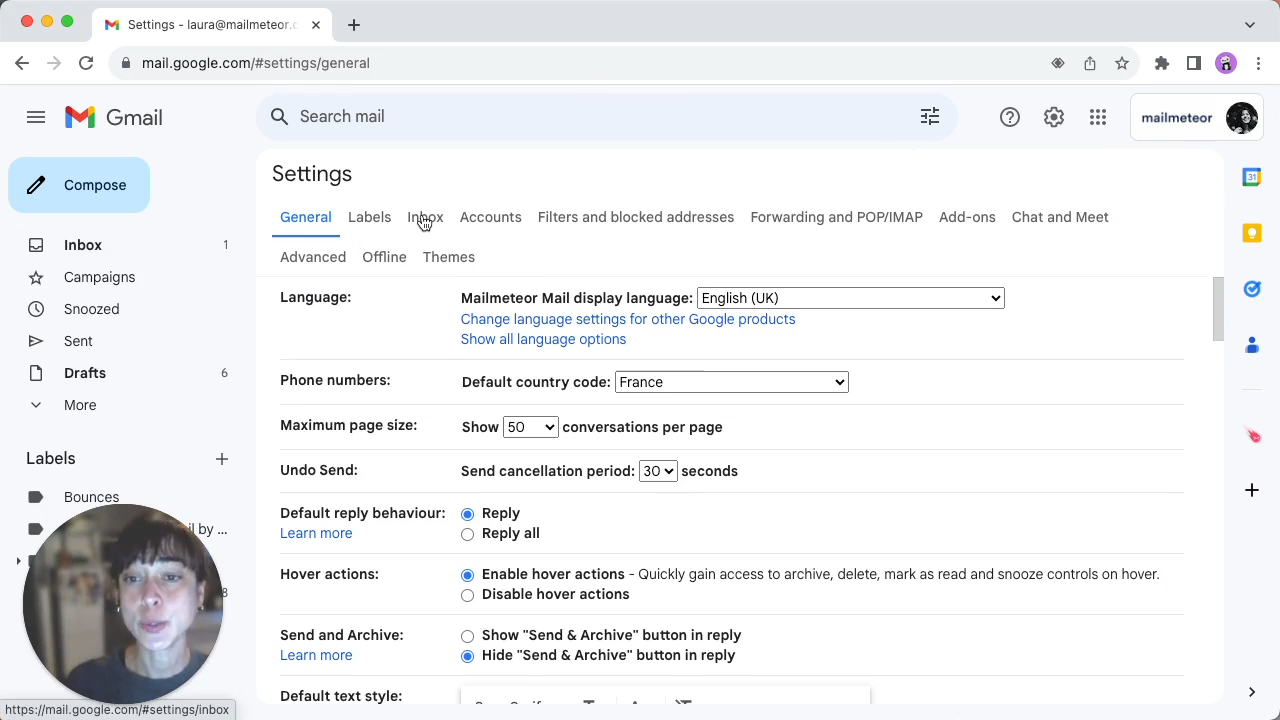 Settings - laura@mailmeteor.c
mail.google.com/#settings/general
Gmail
Search mail
mailmeteor
Compose
Inbox 1
Campaigns
Snoozed
Sent
Drafts 6
More
Labels
Bounces
il by ...
8
Settings
General Labels Inbox Accounts Filters and blocked addresses Forwarding and POP/IMAP Add-ons Chat and Meet
Advanced Offline Themes
Language: Mailmeteor Mail display language: English (UK)
Change language settings for other Google products
Show all language options
Phone numbers: Default country code: France
Maximum page size: Show 50 conversations per page
Undo Send: Send cancellation period: 30 seconds
Default reply behaviour: Reply
Learn more Reply all
Hover actions: Enable hover actions - Quickly gain access to archive, delete, mark as read and snooze controls on hover.
Disable hover actions
Send and Archive: Show "Send & Archive" button in reply
Learn more Hide "Send & Archive" button in reply
Default text style:
31
https://mail.google.com/#settings/inbox